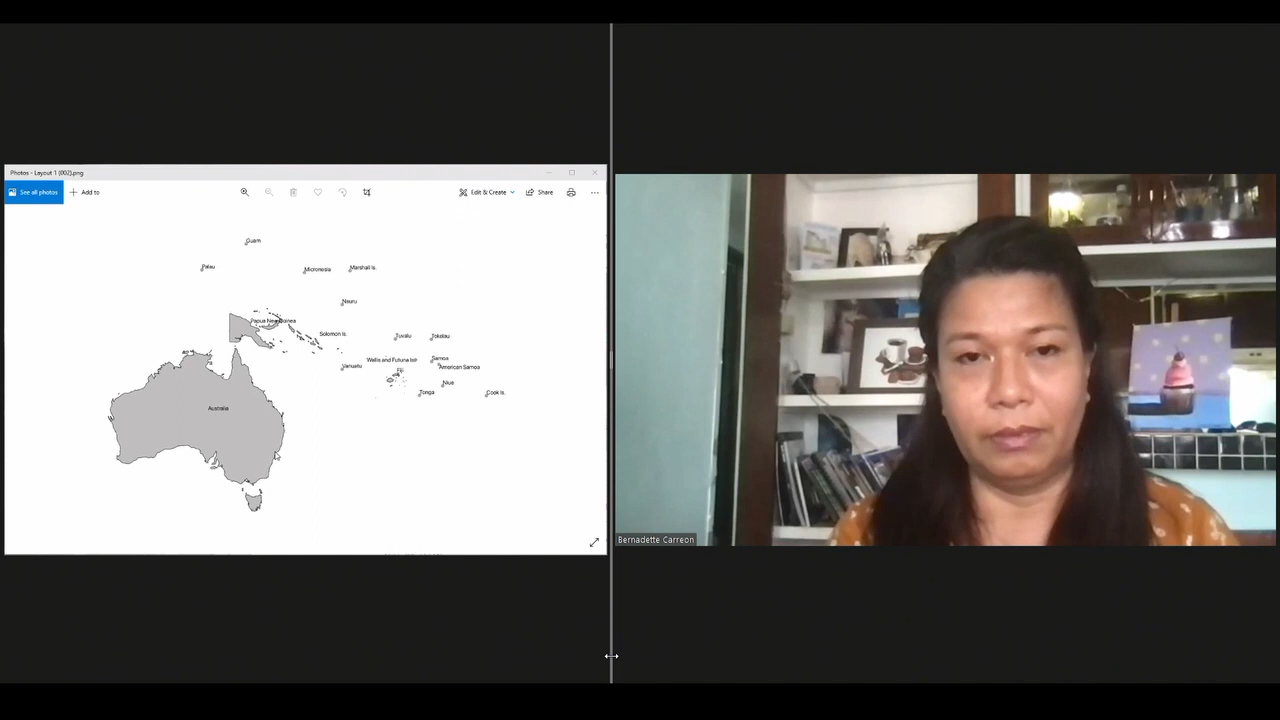 Photos - Layout 1 (002).png
See all photos
Add to
Edit & Create
Share
Guam
Palau
Micronesia
Marshall Is.
Nauru
Papua New Guinea
Solomon Is.
Tuvalu
Tokelau
Wallis and Futuna Isl
Samoa
Vanuatu
Fiji
American Samoa
Niue
Tonga
Cook Is.
Australia
Bernadette Carreon